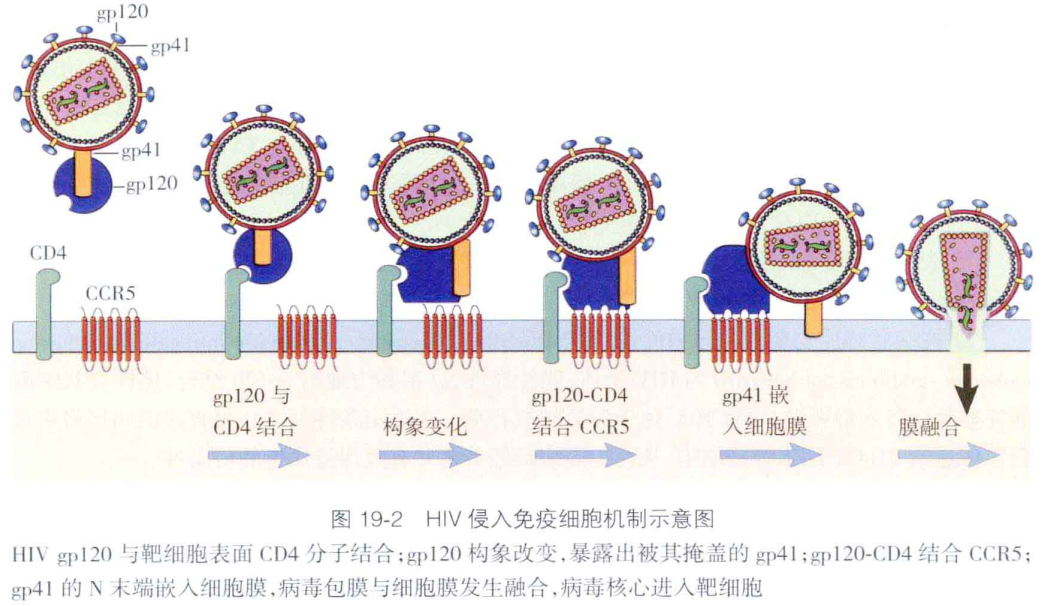 gp120
gp41
gp41
gp120
CD4
CCR5
gp120 与
CD4 结合
构象变化
gp120-CD4
结合 CCR5
gp41 嵌
入细胞膜
膜融合
图 19-2 HIV 侵入免疫细胞机制示意图
HIV gp120 与靶细胞表面 CD4 分子结合;gp120 构象改变,暴露出被其掩盖的 gp41;gp120-CD4 结合 CCR5;
gp41 的 N 末端嵌入细胞膜,病毒包膜与细胞膜发生融合,病毒核心进入靶细胞